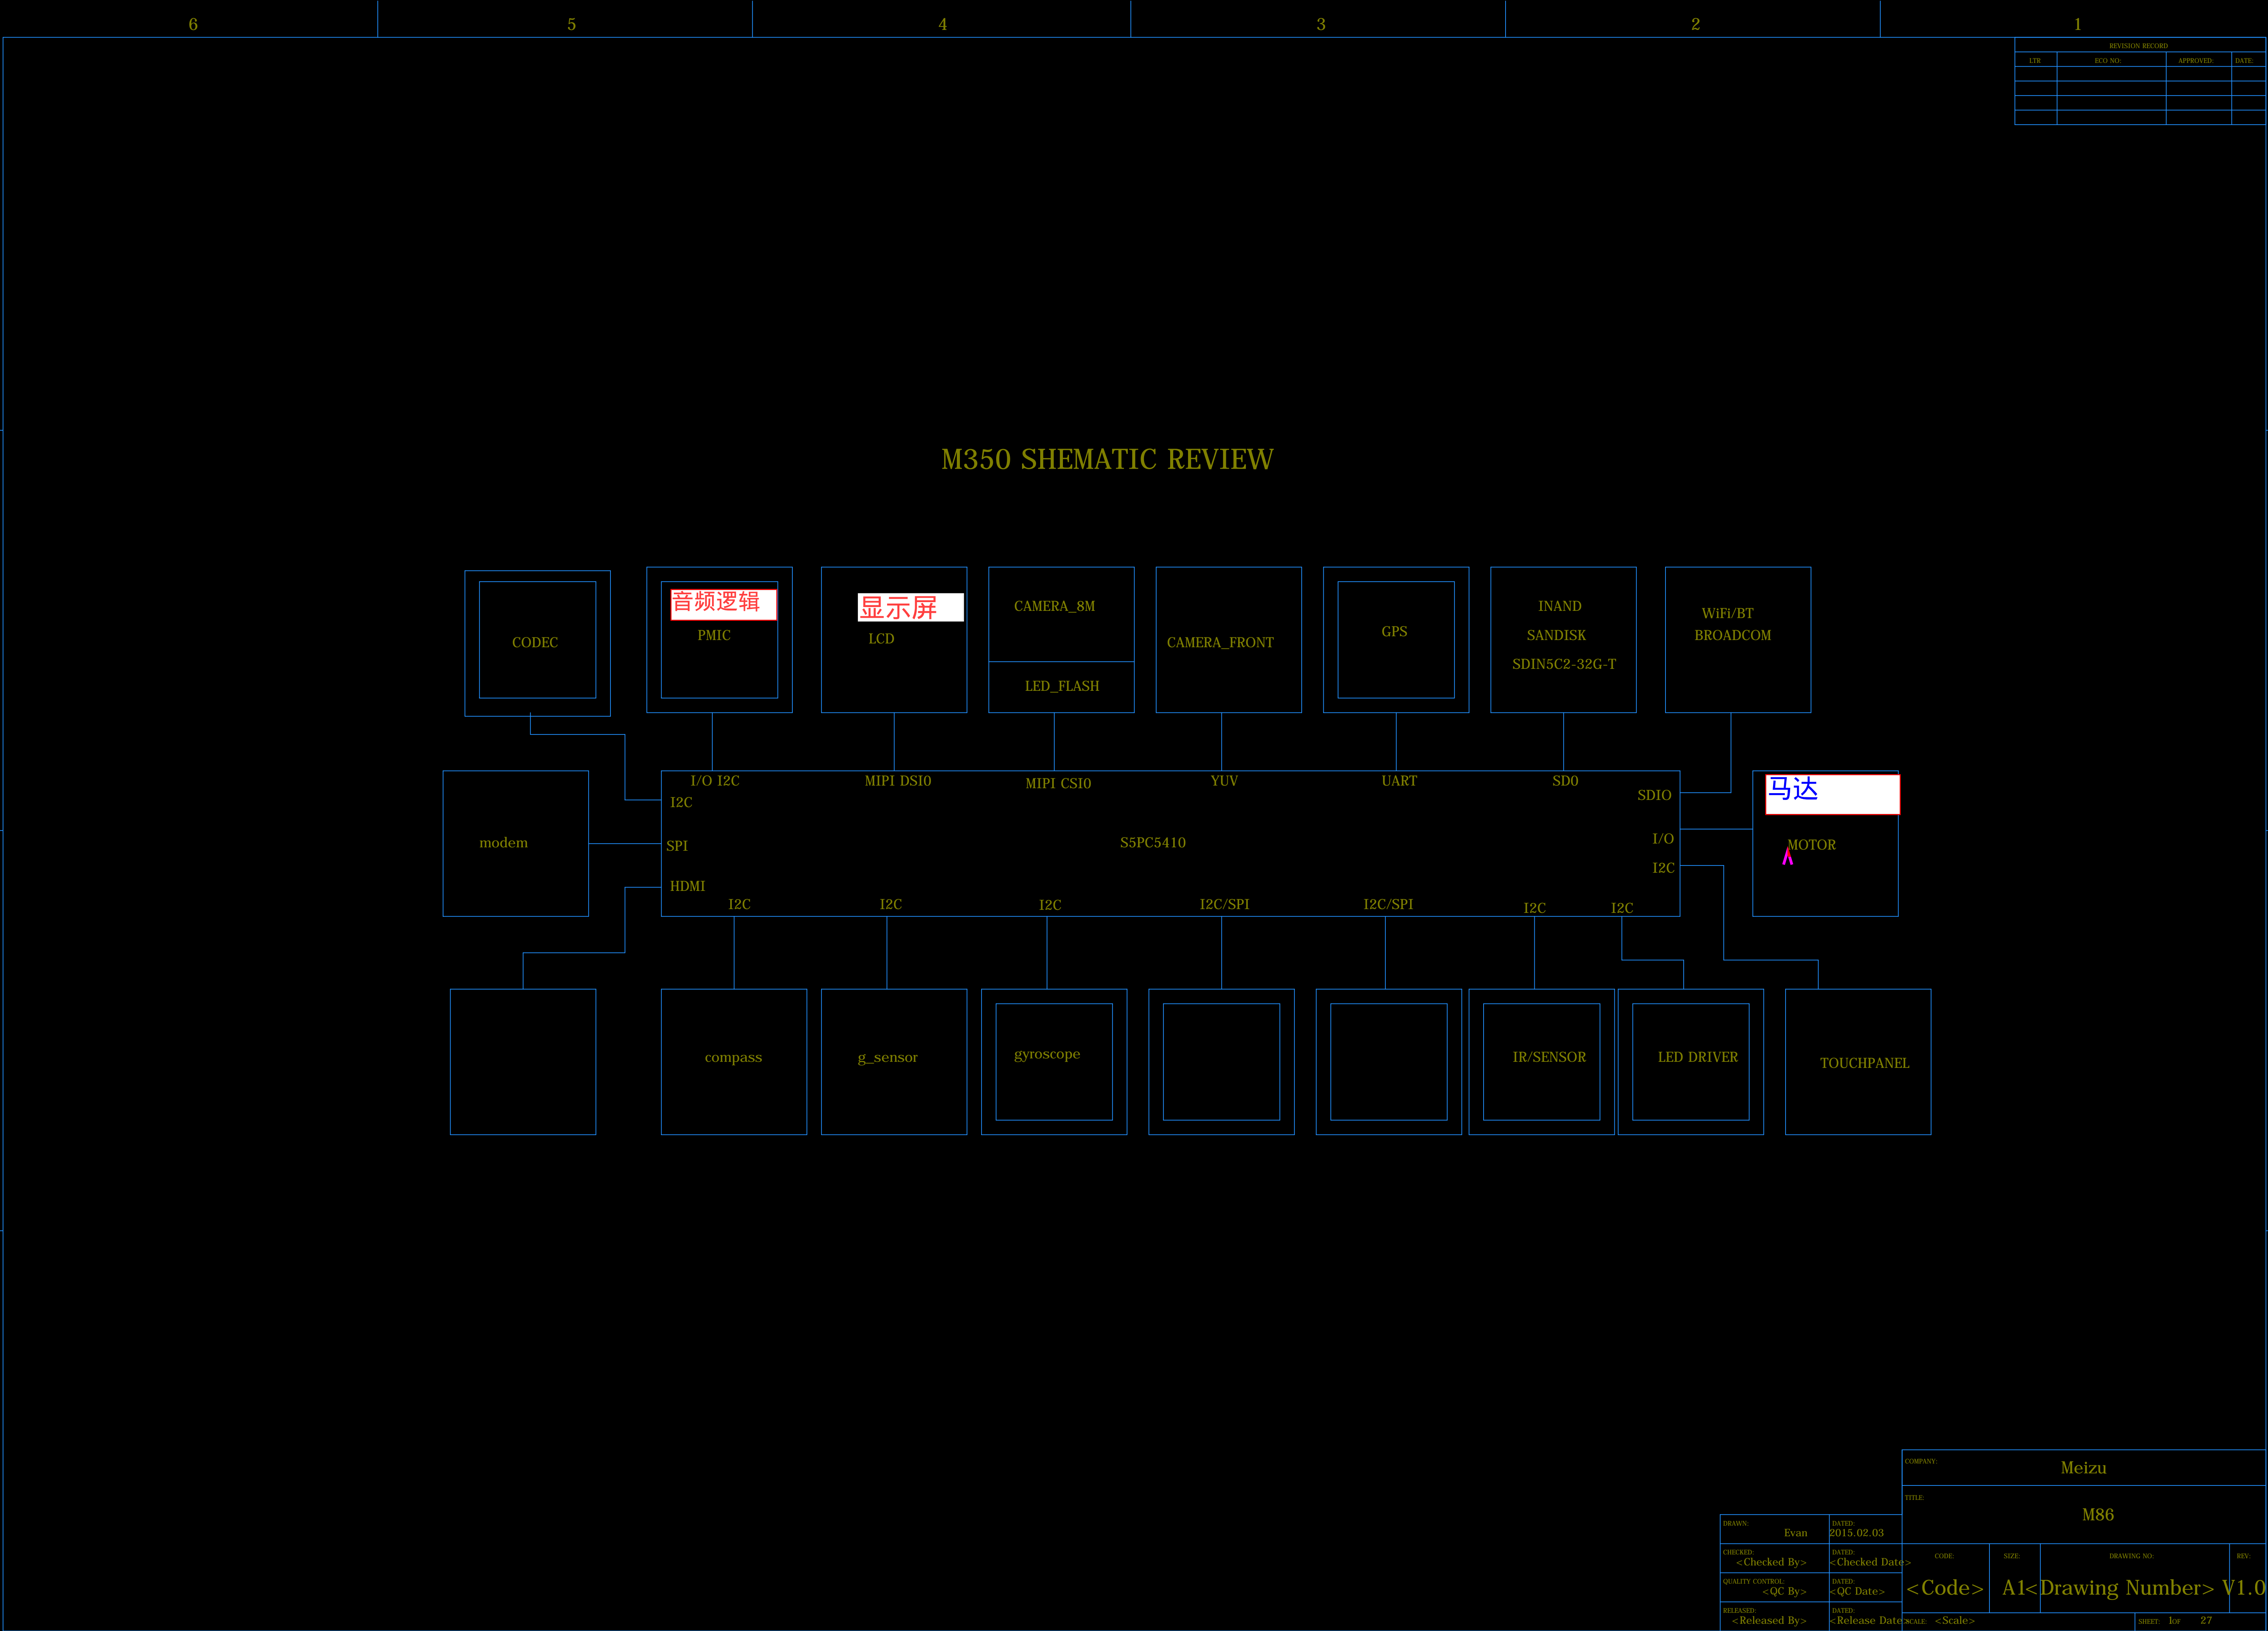 6 5 4 3 2 1
REVISION RECORD
LTR ECO NO: APPROVED: DATE:
M350 SHEMATIC REVIEW
CODEC
音频逻辑
PMIC
显示屏
LCD
CAMERA_8M
LED_FLASH
CAMERA_FRONT
GPS
INAND
SANDISK
SDIN5C2-32G-T
WiFi/BT
BROADCOM
I/O I2C
MIPI DSI0
MIPI CSI0
YUV
UART
SD0
SDIO
I2C
modem
SPI
S5PC5410
I/O
马达
MOTOR
I2C
HDMI
I2C
I2C
I2C
I2C/SPI
I2C/SPI
I2C
I2C
compass
g_sensor
gyroscope
IR/SENSOR
LED DRIVER
TOUCHPANEL
COMPANY:
Meizu
TITLE:
M86
DRAWN:
Evan
DATED:
2015.02.03
CHECKED:
<Checked By>
DATED:
<Checked Date>
QUALITY CONTROL:
<QC By>
DATED:
<QC Date>
RELEASED:
<Released By>
DATED:
<Release Date>
CODE:
<Code>
SIZE:
A1
DRAWING NO:
<Drawing Number>
REV:
V1.0
SCALE: <Scale>
SHEET: 1 OF 27